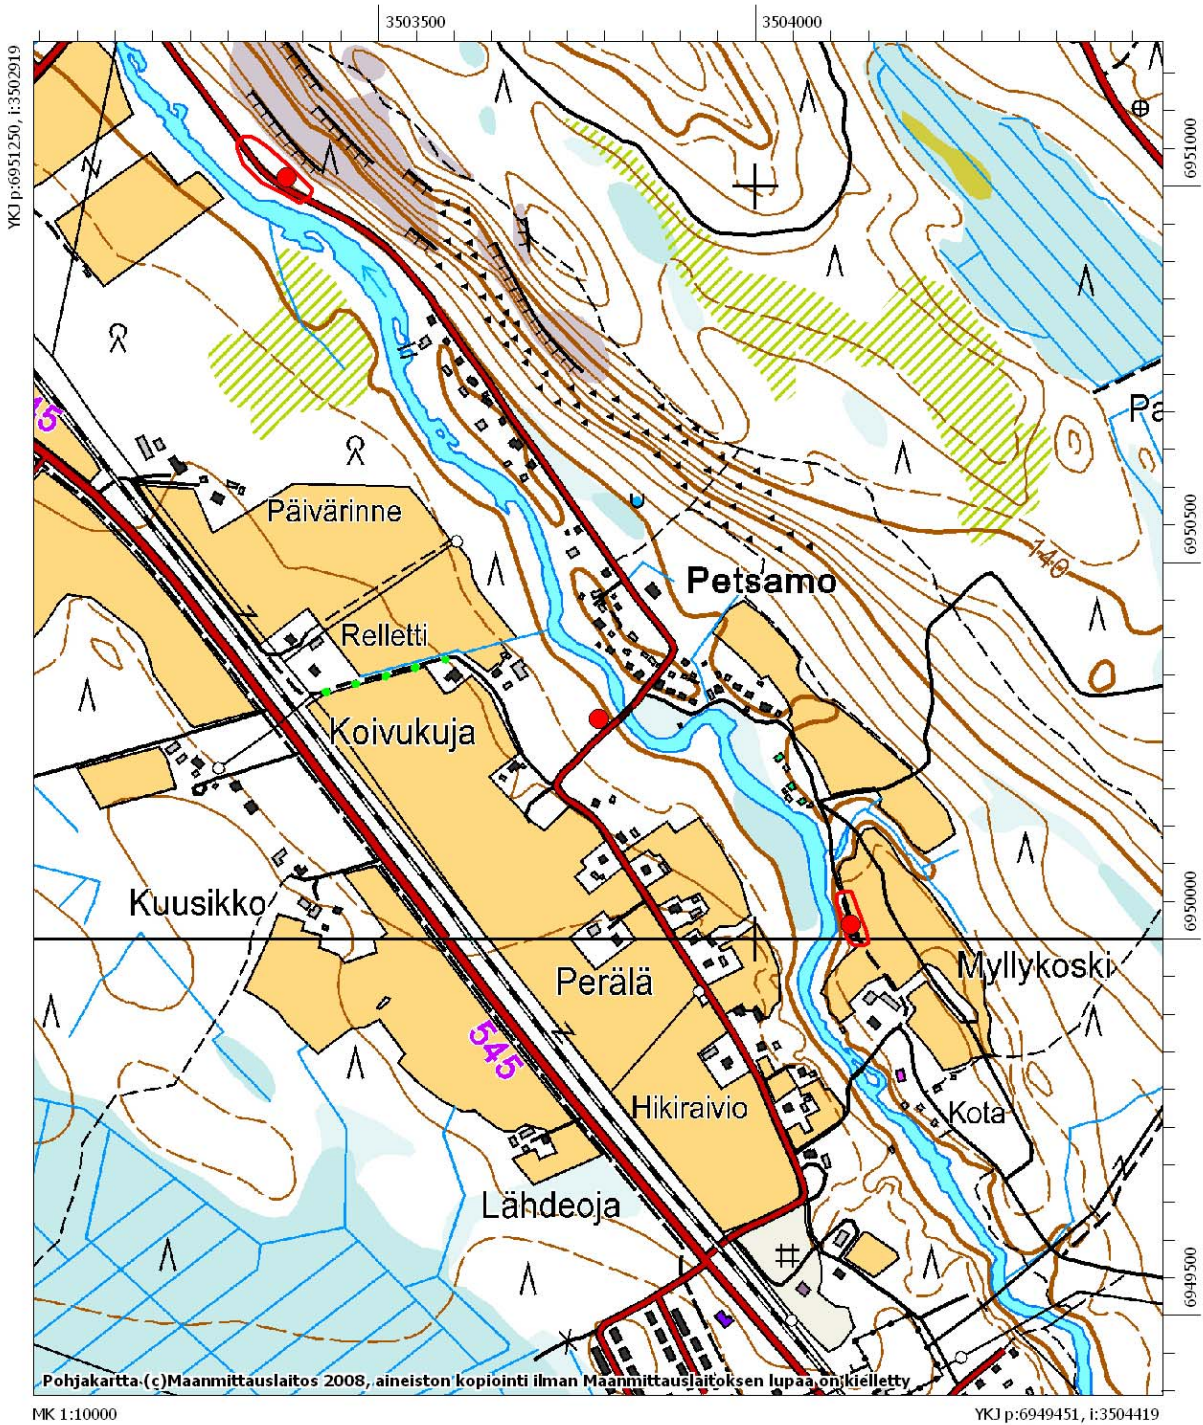 3503500
3504000
YKJ p:6951250, i:3502919
6951000
Pa
45
Päivärinne
6950500
140
Petsamo
Relletti
Koivukuja
Kuusikko
6950000
Perälä
Myllykoski
545
Hikiraivio
Kota
Lähdeoja
6949500
Pohjakartta (c)Maanmittauslaitos 2008, aineiston kopiointi ilman Maanmittauslaitoksen lupaa on kielletty
MK 1:10000
YKJ p:6949451, i:3504419